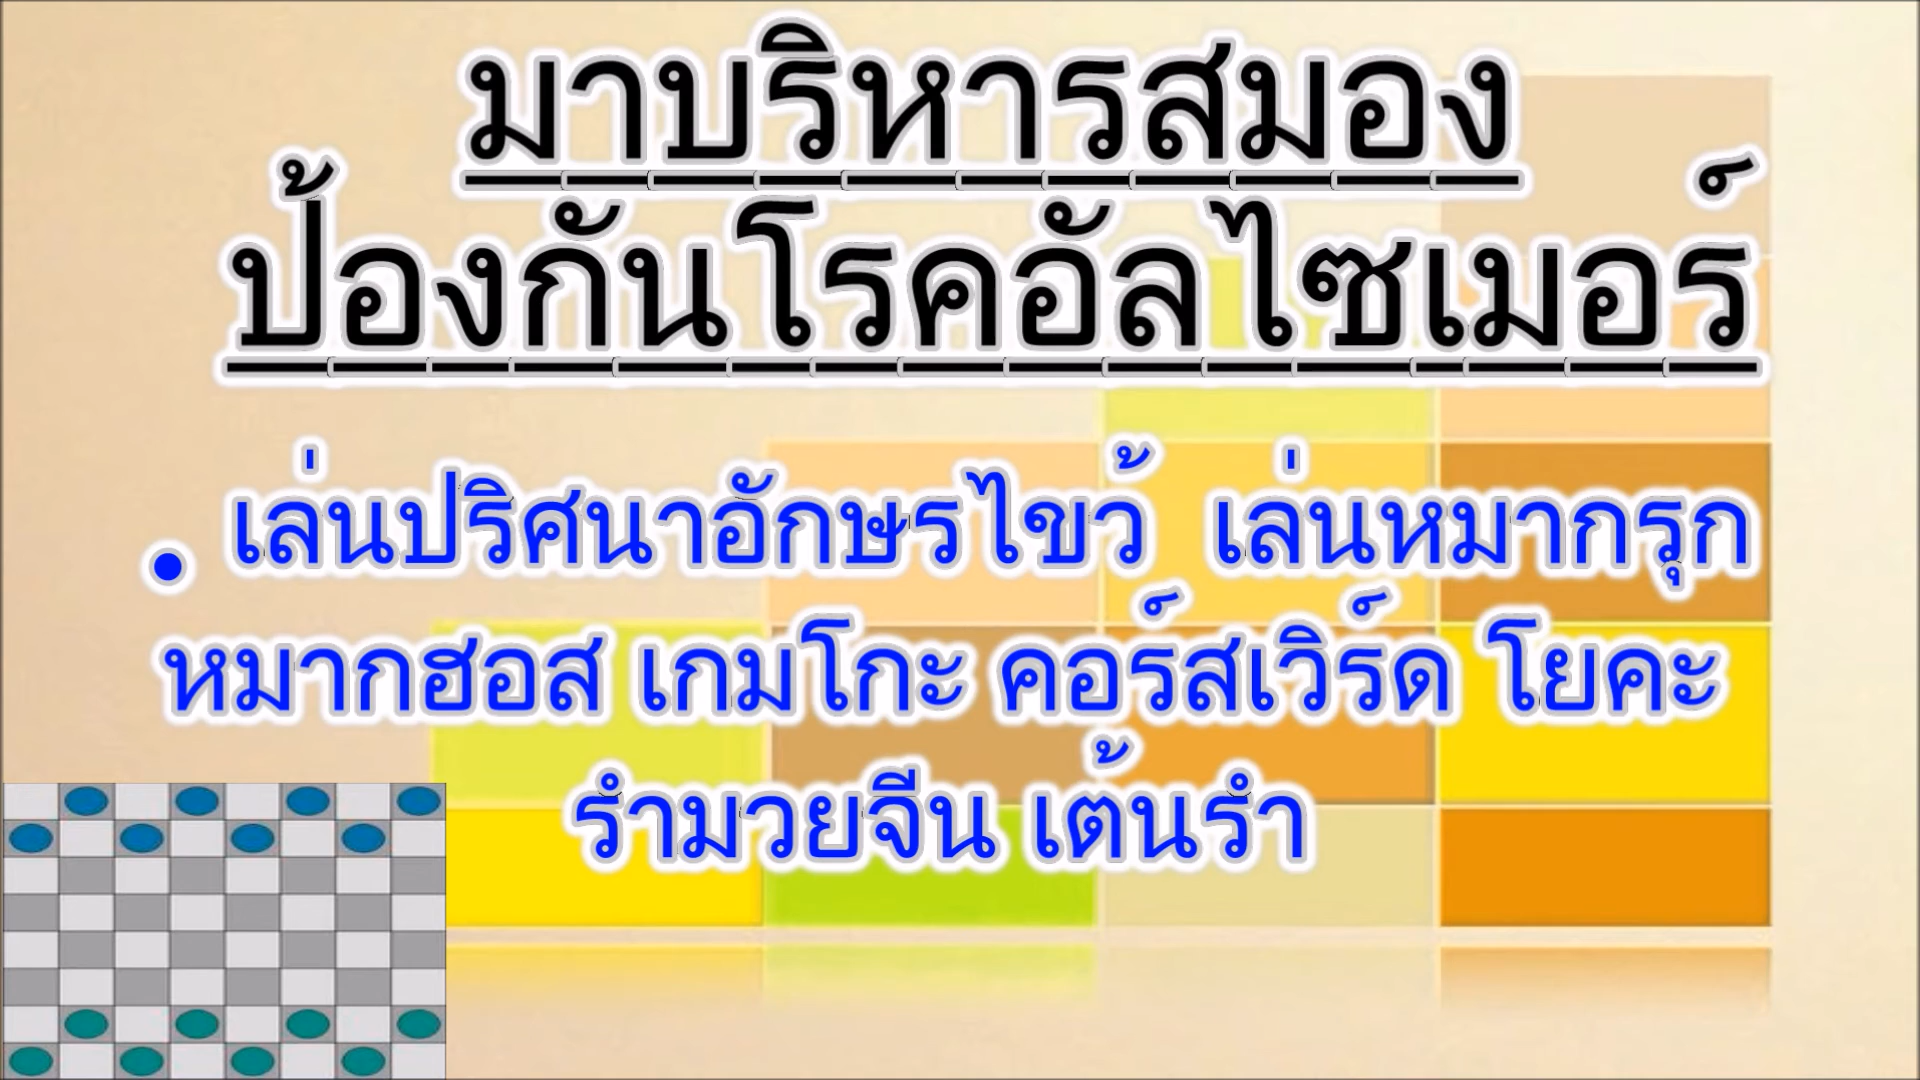 มาบริหารสมอง
ป้องกันโรคอัลไซเมอร์
• เล่นปริศนาอักษรไขว้ เล่นหมากรุก
หมากฮอส เกมโกะ คอร์สเวิร์ด โยคะ
รำมวยจีน เต้นรำ